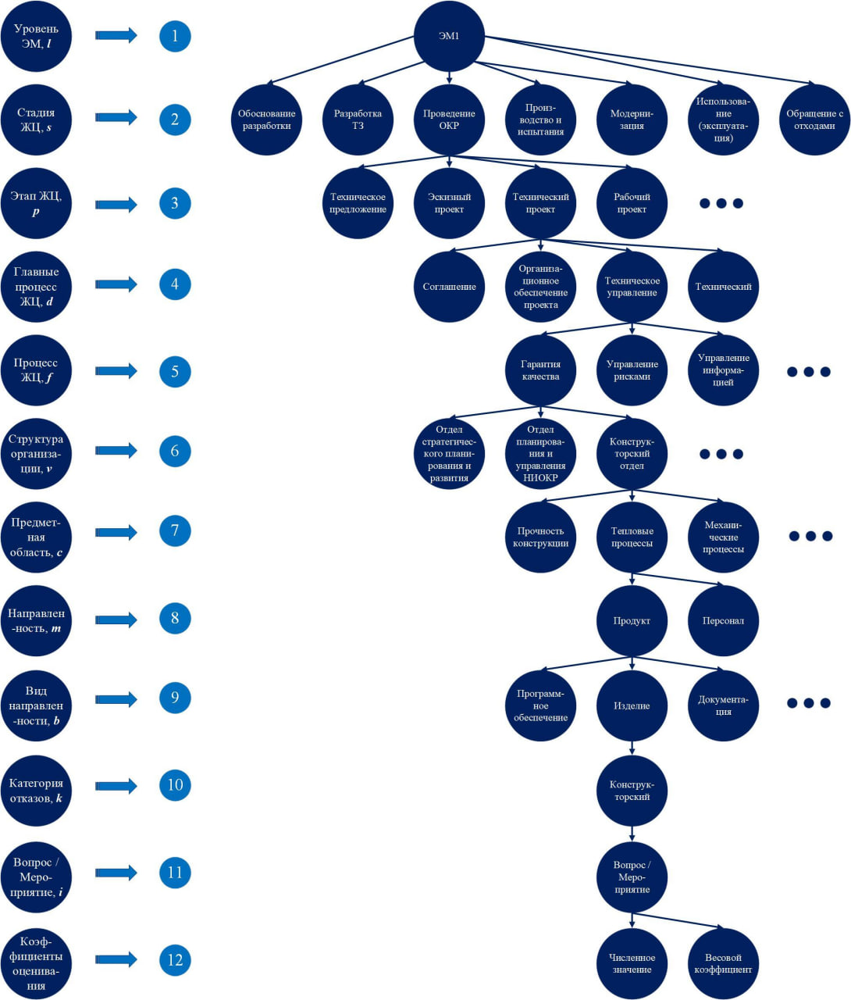 Уровень
ЭМ, l
1
ЭМ1
Стадия
ЖЦ, s
2
Обоснование
разработки
Разработка
ТЗ
Проведение
ОКР
Произ-
водство и
испытания
Модерни-
зация
Использова-
ние
(эксплуата-
ция)
Обращение с
отходами
Этап ЖЦ,
p
3
Техническое
предложение
Эскизный
проект
Технический
проект
Рабочий
проект
Главные
процесс
ЖЦ, d
4
Соглашение
Организа-
ционное
обеспечение
проекта
Техническое
управление
Технический
Процесс
ЖЦ, f
5
Гарантия
качества
Управление
рисками
Управление
информа-
цией
Структура
организа-
ции, v
6
Отдел
стратегичес-
кого плани-
рования и
развития
Отдел
планирова-
ния и
управления
НИОКР
Конструк-
торский
отдел
Предмет-
ная
область, c
7
Прочность
конструкции
Тепловые
процессы
Механи-
ческие
процессы
Направлен
-ность, m
8
Продукт
Персонал
Вид
направлен
-ности, b
9
Программ-
ное
обеспечение
Изделие
Документа-
ция
Категория
отказов, k
10
Конструк-
торский
Вопрос /
Меро-
приятие, i
11
Вопрос /
Меро-
приятие
Коэф-
фициенты
оценива-
ния
12
Численное
значение
Весовой
коэффициент